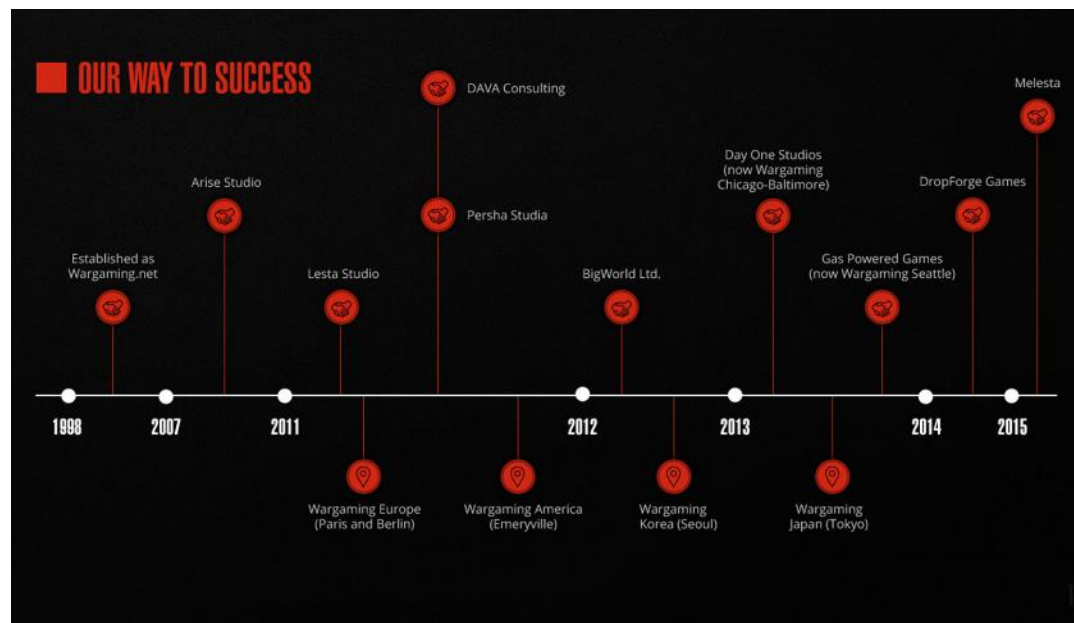 OUR WAY TO SUCCESS
DAVA Consulting
Melesta
Arise Studio
Persha Studia
Day One Studios
(now Wargaming
Chicago-Baltimore)
DropForge Games
Established as
Wargaming.net
Lesta Studio
BigWorld Ltd.
Gas Powered Games
(now Wargaming Seattle)
1998
2007
2011
2012
2013
2014
2015
Wargaming Europe
(Paris and Berlin)
Wargaming America
(Emeryville)
Wargaming
Korea (Seoul)
Wargaming
Japan (Tokyo)